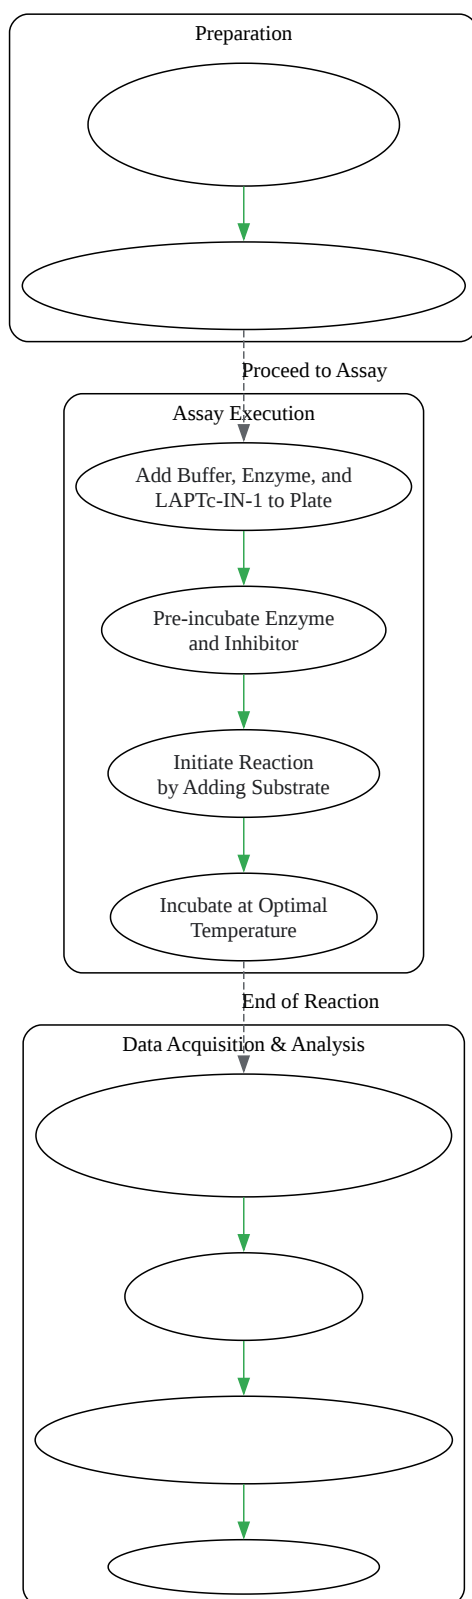 Preparation
Proceed to Assay
Assay Execution
Add Buffer, Enzyme, and
LAPTc-IN-1 to Plate
Pre-incubate Enzyme
and Inhibitor
Initiate Reaction
by Adding Substrate
Incubate at Optimal
Temperature
End of Reaction
Data Acquisition & Analysis